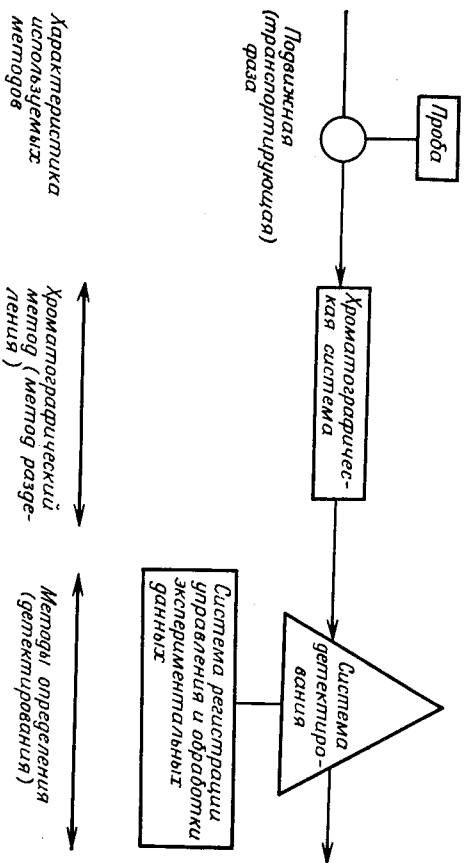 Проба
Подвижная
(транспортирующая)
фаза
Хроматографичес-
кая система
Система
детектиро-
вания
Система регистрации
управления и обработки
экспериментальных
данных
Характеристика
используемых
методов
Хроматографический
метод (метод разде-
ления)
Методы определения
(детектирования)